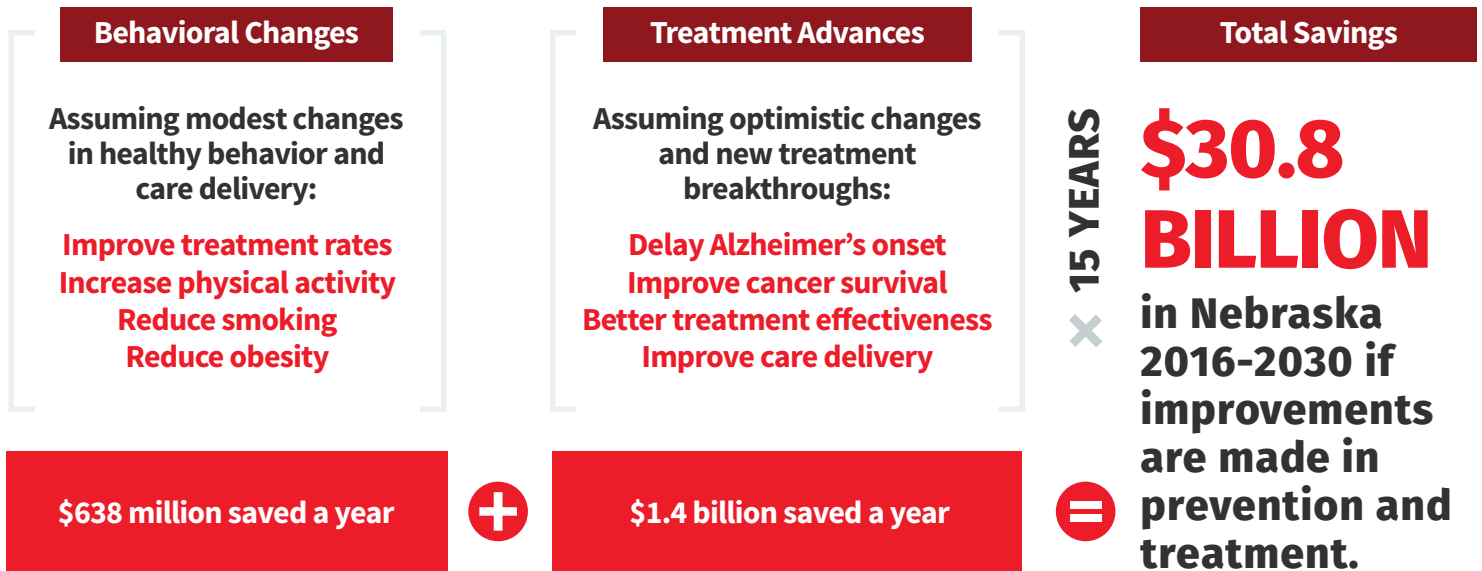 Behavioral Changes
Assuming modest changes
in healthy behavior and
care delivery:
Improve treatment rates
Increase physical activity
Reduce smoking
Reduce obesity
$638 million saved a year
+
Treatment Advances
Assuming optimistic changes
and new treatment
breakthroughs:
Delay Alzheimer’s onset
Improve cancer survival
Better treatment effectiveness
Improve care delivery
$1.4 billion saved a year
× 15 YEARS
=
Total Savings
$30.8
BILLION
in Nebraska
2016-2030 if
improvements
are made in
prevention and
treatment.